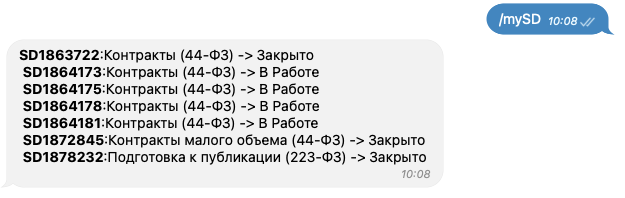 /mySD 10:08
SD1863722:Контракты (44-ФЗ) -> Закрыто
SD1864173:Контракты (44-ФЗ) -> В Работе
SD1864175:Контракты (44-ФЗ) -> В Работе
SD1864178:Контракты (44-ФЗ) -> В Работе
SD1864181:Контракты (44-ФЗ) -> В Работе
SD1872845:Контракты малого объема (44-ФЗ) -> Закрыто
SD1878232:Подготовка к публикации (223-ФЗ) -> Закрыто
10:08